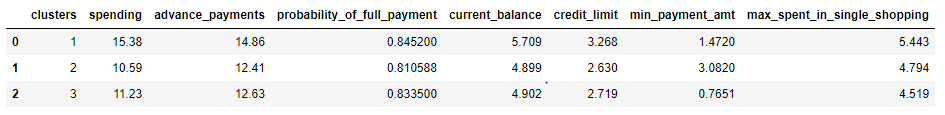 clusters spending advance_payments probability_of_full_payment current_balance credit_limit min_payment_amt max_spent_in_single_shopping
0 1 15.38 14.86 0.845200 5.709 3.268 1.4720 5.443
1 2 10.59 12.41 0.810588 4.899 2.630 3.0820 4.794
2 3 11.23 12.63 0.833500 4.902 2.719 0.7651 4.519